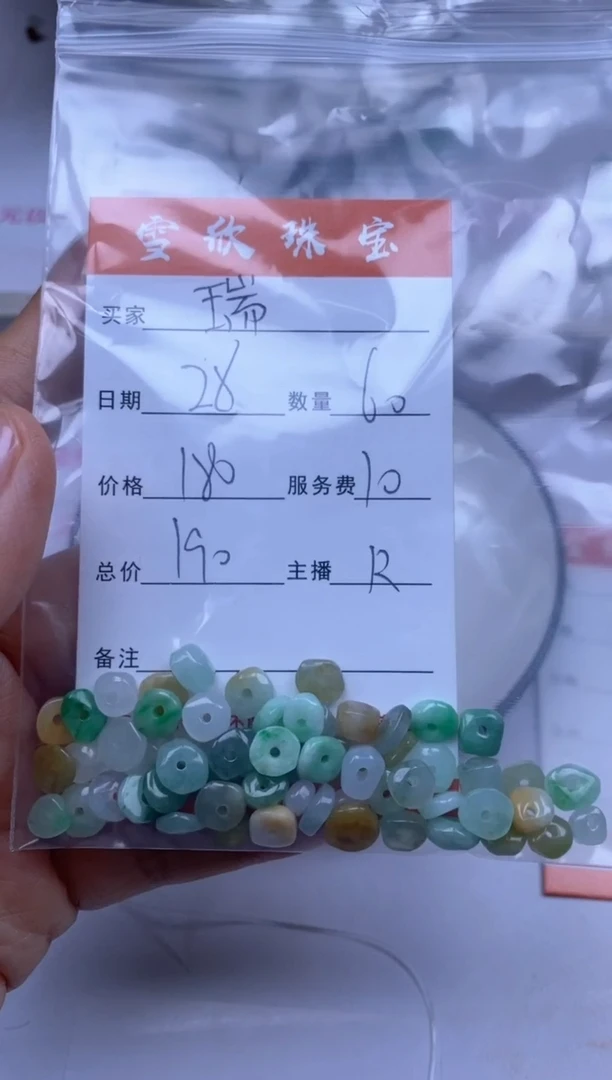 雪欣珠宝
买家 瑞
日期 28 数量 60
价格 180 服务费 10
总价 190 主播 R
备注